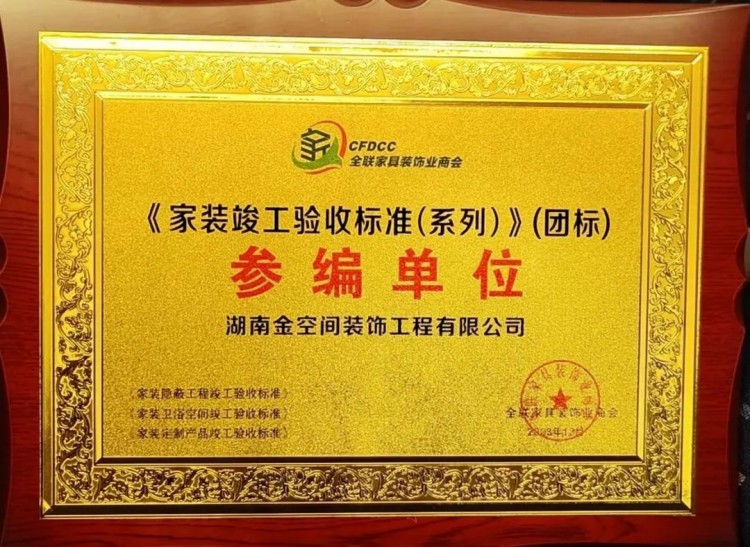 CFDCC
全联家具装饰业商会
《家装竣工验收标准(系列)》(团标)
参编单位
湖南金空间装饰工程有限公司
《家装隐蔽工程竣工验收标准》
《家装卫浴空间竣工验收标准》
《家装定制产品竣工验收标准》
全联家具装饰业商会